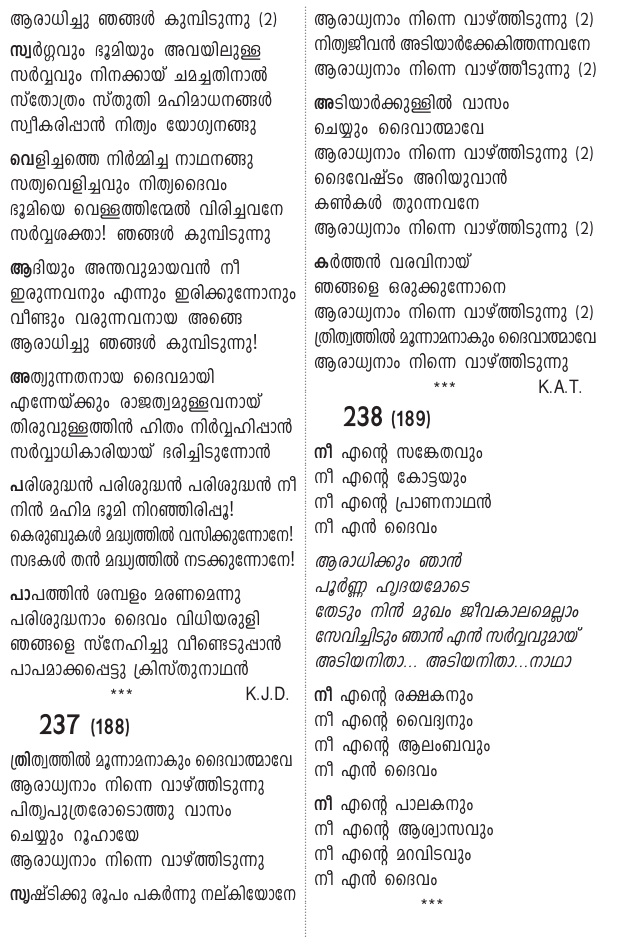 ആരാധിച്ചു ഞങ്ങൾ കുമ്പിടുന്നു (2)
സ്വർഗ്ഗവും ഭൂമിയും അവയിലുള്ള
സർവ്വവും നിനക്കായ് ചമച്ചതിനാൽ
സ്തോത്രം സ്തുതി മഹിമാധനങ്ങൾ
സ്വീകരിപ്പാൻ നിത്യം യോഗ്യനങ്ങു
വെളിച്ചത്തെ നിർമ്മിച്ച നാഥനങ്ങു
സത്യവെളിച്ചവും നിത്യദൈവം
ഭൂമിയെ വെള്ളത്തിന്മേൽ വിരിച്ചവനേ
സർവ്വശക്താ! ഞങ്ങൾ കുമ്പിടുന്നു
ആദിയും അന്തവുമായവൻ നീ
ഇരുന്നവനും എന്നും ഇരിക്കുന്നോനും
വീണ്ടും വരുന്നവനായ അങ്ങെ
ആരാധിച്ചു ഞങ്ങൾ കുമ്പിടുന്നു!
അത്യുന്നതനായ ദൈവമായി
എന്നേയ്ക്കും രാജത്വമുള്ളവനായ്
തിരുവുള്ളത്തിൻ ഹിതം നിർവ്വഹിപ്പാൻ
സർവ്വാധികാരിയായ് ഭരിച്ചിടുന്നോൻ
പരിശുദ്ധൻ പരിശുദ്ധൻ പരിശുദ്ധൻ നീ
നിൻ മഹിമ ഭൂമി നിറഞ്ഞിരിപ്പൂ!
കെരുബുകൾ മദ്ധ്യത്തിൽ വസിക്കുന്നോനേ!
സഭകൾ തൻ മദ്ധ്യത്തിൽ നടക്കുന്നോനേ!
പാപത്തിൻ ശമ്പളം മരണമെന്നു
പരിശുദ്ധനാം ദൈവം വിധിയരുളി
ഞങ്ങളെ സ്നേഹിച്ചു വീണ്ടെടുപ്പാൻ
പാപമാക്കപ്പെട്ടു ക്രിസ്തുനാഥൻ
*** K.J.D.
237 (188)
ത്രിത്വത്തിൽ മൂന്നാമനാകും ദൈവാത്മാവേ
ആരാധ്യനാം നിന്നെ വാഴ്ത്തിടുന്നു
പിതൃപുത്രരോടൊത്തു വാസം
ചെയ്യും റൂഹായേ
ആരാധ്യനാം നിന്നെ വാഴ്ത്തിടുന്നു
സൃഷ്ടിക്കു രൂപം പകർന്നു നല്കിയോനേ
ആരാധ്യനാം നിന്നെ വാഴ്ത്തിടുന്നു (2)
നിത്യജീവൻ അടിയാർക്കേകിത്തന്നവനേ
ആരാധ്യനാം നിന്നെ വാഴ്ത്തീടുന്നു (2)
അടിയാർക്കുള്ളിൽ വാസം
ചെയ്യും ദൈവാത്മാവേ
ആരാധ്യനാം നിന്നെ വാഴ്ത്തിടുന്നു (2)
ദൈവേഷ്ടം അറിയുവാൻ
കൺകൾ തുറന്നവനേ
ആരാധ്യനാം നിന്നെ വാഴ്ത്തിടുന്നു (2)
കർത്തൻ വരവിനായ്
ഞങ്ങളെ ഒരുക്കുന്നോനെ
ആരാധ്യനാം നിന്നെ വാഴ്ത്തിടുന്നു (2)
ത്രിത്വത്തിൽ മൂന്നാമനാകും ദൈവാത്മാവേ
ആരാധ്യനാം നിന്നെ വാഴ്ത്തിടുന്നു
*** K.A.T.
238 (189)
നീ എന്റെ സങ്കേതവും
നീ എന്റെ കോട്ടയും
നീ എന്റെ പ്രാണനാഥൻ
നീ എൻ ദൈവം
ആരാധിക്കും ഞാൻ
പൂർണ്ണ ഹൃദയമോടെ
തേടും നിൻ മുഖം ജീവകാലമെല്ലാം
സേവിച്ചിടും ഞാൻ എൻ സർവ്വവുമായ്
അടിയനിതാ... അടിയനിതാ...നാഥാ
നീ എന്റെ രക്ഷകനും
നീ എന്റെ വൈദ്യനും
നീ എന്റെ ആലംബവും
നീ എൻ ദൈവം
നീ എന്റെ പാലകനും
നീ എന്റെ ആശ്വാസവും
നീ എന്റെ മറവിടവും
നീ എൻ ദൈവം
***